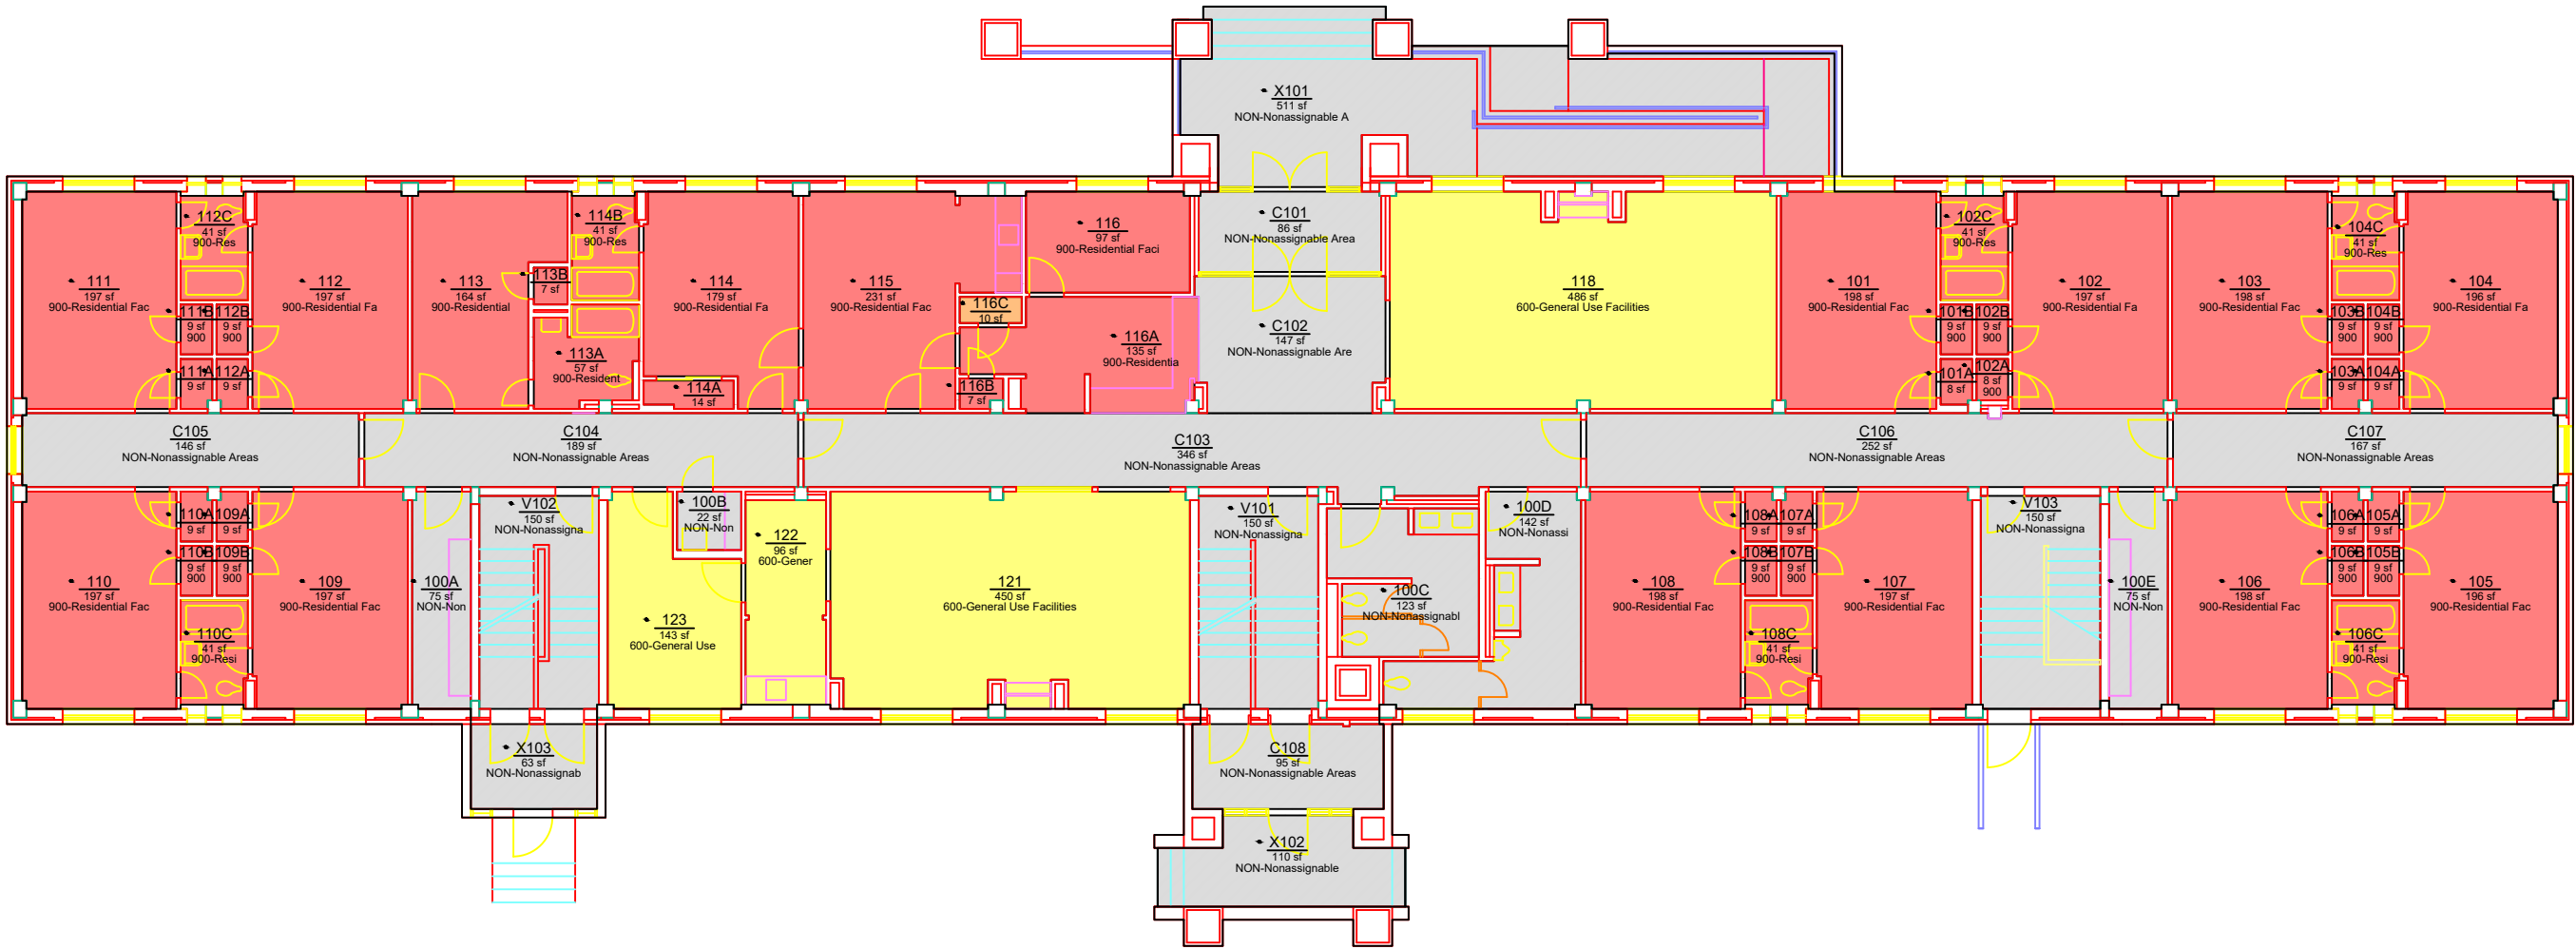 X101
511 sf
NON-Nonassignable A
112C
41 sf
900-Res
114B
41 sf
900-Res
116
97 sf
900-Residential Faci
C101
86 sf
NON-Nonassignable Area
102C
41 sf
900-Res
104C
41 sf
900-Res
111
197 sf
900-Residential Fac
112
197 sf
900-Residential Fa
113
164 sf
900-Residential
113B
7 sf
114
179 sf
900-Residential Fa
115
231 sf
900-Residential Fac
118
486 sf
600-General Use Facilities
101
198 sf
900-Residential Fac
102
197 sf
900-Residential Fa
103
198 sf
900-Residential Fac
104
196 sf
900-Residential Fa
111B
9 sf
900
112B
9 sf
900
116C
10 sf
C102
147 sf
NON-Nonassignable Are
101B
9 sf
900
102B
9 sf
900
103B
9 sf
900
104B
9 sf
900
113A
57 sf
900-Resident
116A
135 sf
900-Residentia
111A
9 sf
112A
9 sf
114A
14 sf
116B
7 sf
101A
8 sf
102A
8 sf
900
103A
9 sf
104A
9 sf
C105
146 sf
NON-Nonassignable Areas
C104
189 sf
NON-Nonassignable Areas
C103
346 sf
NON-Nonassignable Areas
C106
252 sf
NON-Nonassignable Areas
C107
167 sf
NON-Nonassignable Areas
110A
9 sf
109A
9 sf
V102
150 sf
NON-Nonassigna
100B
22 sf
NON-Non
V101
150 sf
NON-Nonassigna
100D
142 sf
NON-Nonassi
108A
9 sf
107A
9 sf
V103
150 sf
NON-Nonassigna
106A
9 sf
105A
9 sf
110B
9 sf
900
109B
9 sf
900
122
96 sf
600-Gener
108B
9 sf
900
107B
9 sf
900
106B
9 sf
900
105B
9 sf
900
110
197 sf
900-Residential Fac
109
197 sf
900-Residential Fac
100A
75 sf
NON-Non
121
450 sf
600-General Use Facilities
100C
123 sf
NON-Nonassignabl
108
198 sf
900-Residential Fac
107
197 sf
900-Residential Fac
100E
75 sf
NON-Non
106
198 sf
900-Residential Fac
105
196 sf
900-Residential Fac
110C
41 sf
900-Resi
123
143 sf
600-General Use
108C
41 sf
900-Resi
106C
41 sf
900-Resi
X103
63 sf
NON-Nonassignab
C108
95 sf
NON-Nonassignable Areas
X102
110 sf
NON-Nonassignable